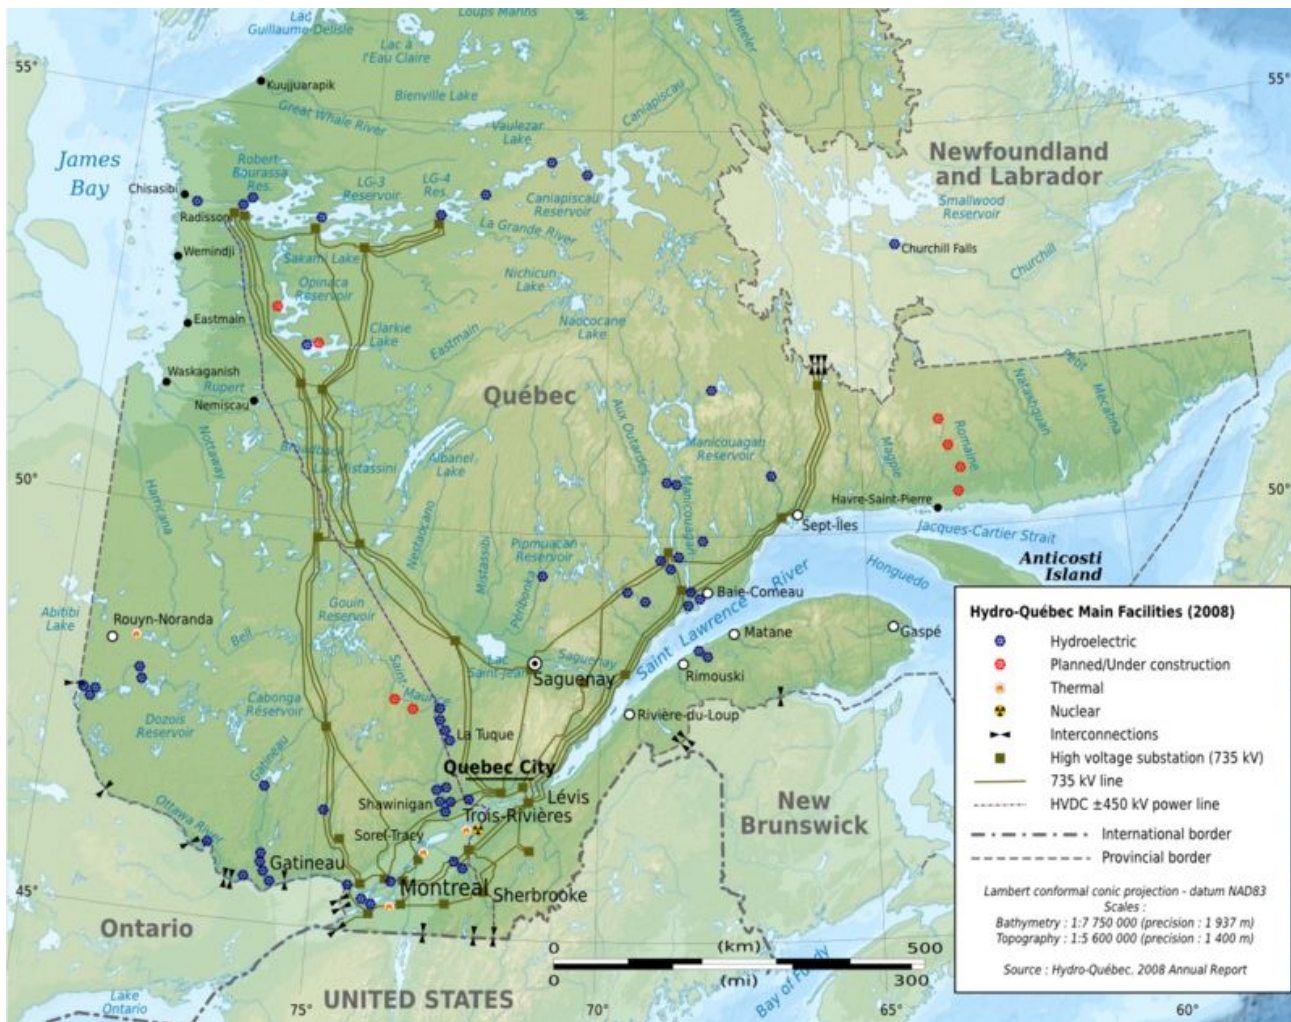 Lac
Guillaume-Delisle
Loups Marins
Wheeler
Lac à
l'Eau Claire
55°
55°
Kuujjuarapik
Bienville Lake
Great Whale River
Caniapiscau
Vaulezar
Lake
James
Bay
Newfoundland
and Labrador
Robert-
Bourassa
Res.
LG-3
Reservoir
LG-4
Res.
Caniapiscau
Reservoir
Chisasibi
Radisson
Smallwood
Reservoir
La Grande River
Churchill Falls
Churchill
Wemindji
Sakami Lake
Opinaca
Reservoir
Nichicun
Lake
Naococane
Lake
Eastmain
Clarkie
Lake
Eastmain
Waskaganish
Rupert
Nemiscau
Québec
Petit
Mécatina
Natashquan
Romaine
Magpie
Aux Outardes
Manicouagan
Reservoir
Manicouagan
Nottaway
Broadback
Lac Mistassini
Albanel
Lake
50°
50°
Harricana
Havre-Saint-Pierre
Sept-Îles
Jacques-Cartier Strait
Nestaocano
Mistassibi
Pipmuacan
Reservoir
Péribonka
Honguedo
Anticosti
Island
Abitibi
Lake
Rouyn-Noranda
Bell
Gouin
Reservoir
Baie-Comeau
Saint Lawrence River
Matane
Gaspé
Lac
Saint-Jean
Saguenay
Saguenay
Rimouski
Saint-
Maurice
Cabonga
Réservoir
Dozois
Reservoir
Rivière-du-Loup
La Tuque
Gatineau
Quebec City
Lévis
Shawinigan
Trois-Rivières
New
Brunswick
Ottawa River
Sorel-Tracy
Gatineau
Montreal
Sherbrooke
45°
Ontario
Bay of Fundy
0
(km)
500
0
(mi)
300
Lake
Ontario
75°
UNITED STATES
70°
65°
60°
Hydro-Québec Main Facilities (2008)
Hydroelectric
Planned/Under construction
Thermal
Nuclear
Interconnections
High voltage substation (735 kV)
735 kV line
HVDC ±450 kV power line
International border
Provincial border
Lambert conformal conic projection - datum NAD83
Scales :
Bathymetry : 1:7 750 000 (precision : 1 937 m)
Topography : 1:5 600 000 (precision : 1 400 m)
Source : Hydro-Québec. 2008 Annual Report